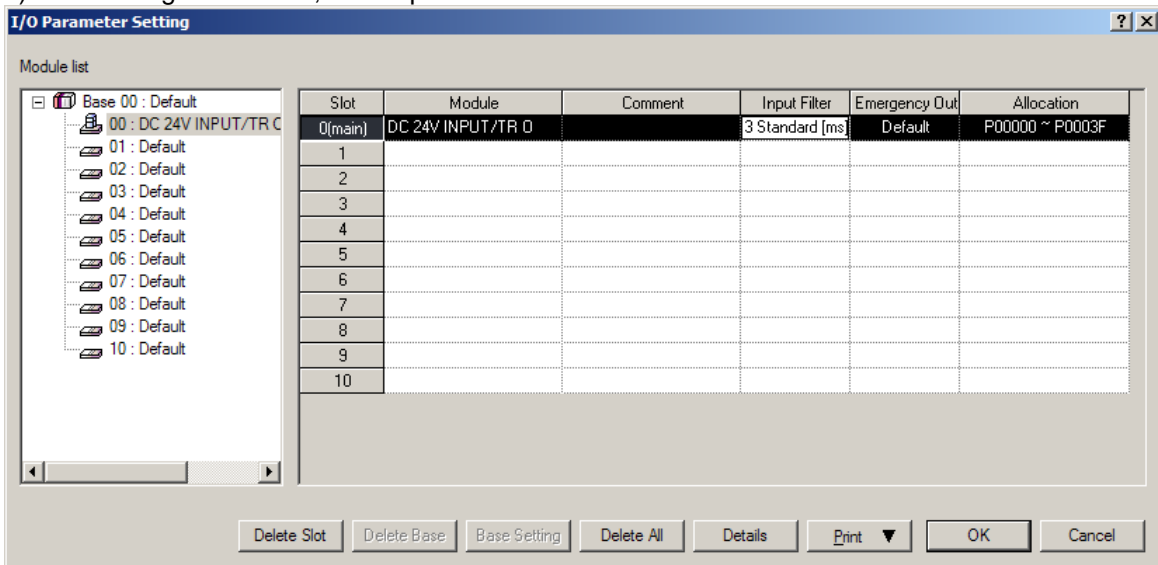 I/O Parameter Setting
Module list
Base 00 : Default
00 : DC 24V INPUT/TR O
01 : Default
02 : Default
03 : Default
04 : Default
05 : Default
06 : Default
07 : Default
08 : Default
09 : Default
10 : Default
Slot Module Comment Input Filter Emergency Out Allocation
0(main) DC 24V INPUT/TR O 3 Standard [ms] Default P00000 ~ P0003F
1
2
3
4
5
6
7
8
9
10
Delete Slot Delete Base Base Setting Delete All Details Print ▼ OK Cancel